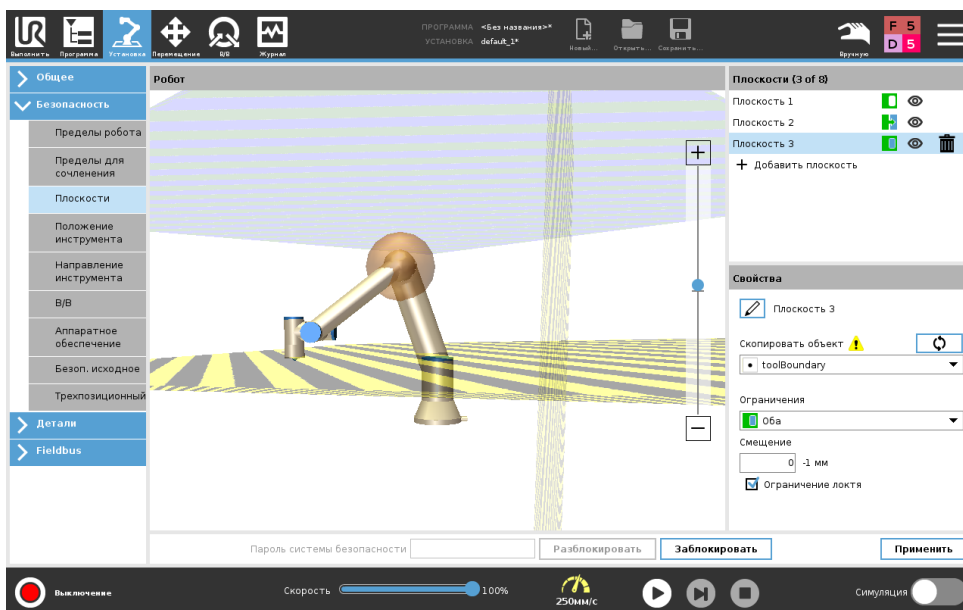 UR
ПРОГРАММА <Без названия>*
УСТАНОВКА default_1*
Выполнить
Программа
Установка
Перемещение
В/В
Журнал
Новый...
Открыть...
Сохранить...
Вручную
F 5
D 5
Общее
Безопасность
Пределы робота
Пределы для
сочленения
Плоскости
Положение
инструмента
Направление
инструмента
В/В
Аппаратное
обеспечение
Безоп. исходное
Трехпозиционный
Детали
Fieldbus
Робот
Плоскости (3 of 8)
Плоскость 1
Плоскость 2
Плоскость 3
+ Добавить плоскость
Свойства
Плоскость 3
Скопировать объект
toolBoundary
Ограничения
Оба
Смещение
0 -1 мм
Ограничение локтя
Пароль системы безопасности
Разблокировать
Заблокировать
Применить
Выключение
Скорость
100%
250мм/с
Симуляция